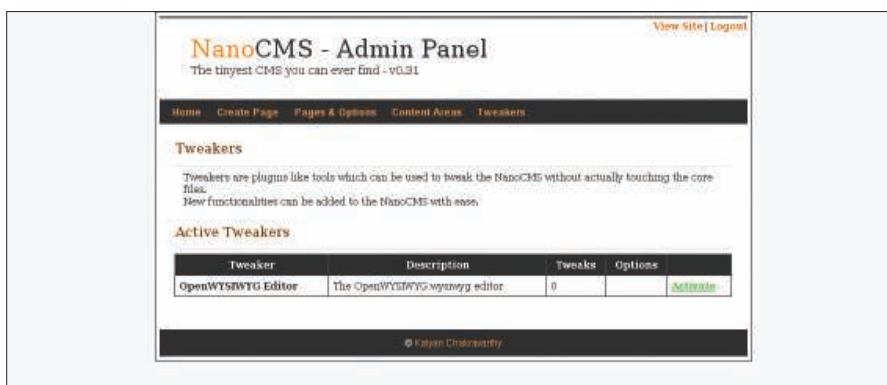 View Site | Logout
NanoCMS - Admin Panel
The tinyest CMS you can ever find - v0.31
Home Create Page Pages & Options Content Areas Tweakers
Tweakers
Tweakers are plugins like tools which can be used to tweak the NanoCMS without actually touching the core
files.
New functionalities can be added to the NanoCMS with ease.
Active Tweakers
Tweaker Description Tweaks Options
OpenWYSIWYG Editor The OpenWYSIWYG wysiwyg editor 0 Activate
© Kalyan Chakravarthy